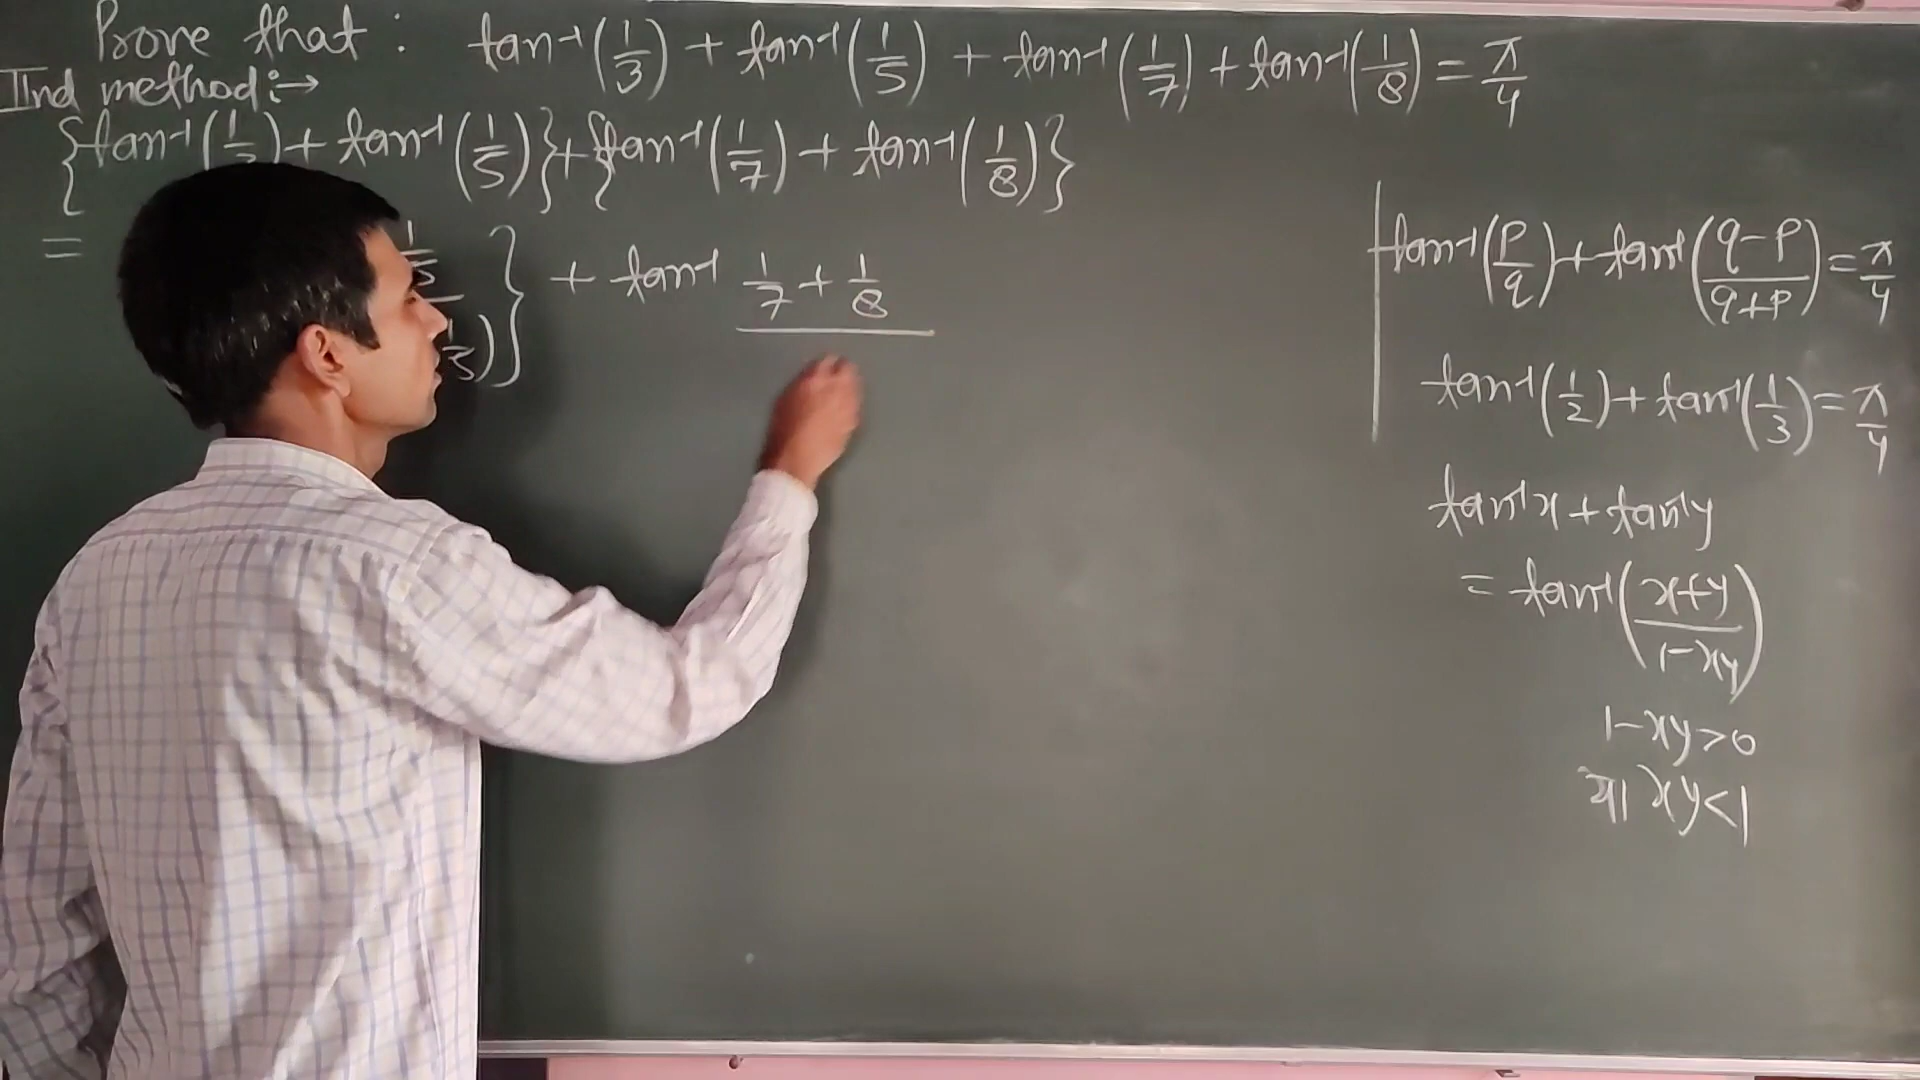 Prove that : tan⁻¹(1/3) + tan⁻¹(1/5) + tan⁻¹(1/7) + tan⁻¹(1/8) = π/4
IInd method:→
{tan⁻¹(1/3) + tan⁻¹(1/5)} + {tan⁻¹(1/7) + tan⁻¹(1/8)}
= 1/5 )} + tan⁻¹ 1/7 + 1/8
tan⁻¹(p/q) + tan⁻¹((q-p)/(q+p)) = π/4
tan⁻¹(1/2) + tan⁻¹(1/3) = π/4
tan⁻¹x + tan⁻¹y
= tan⁻¹((x+y)/(1-xy))
1-xy>0
या xy<1